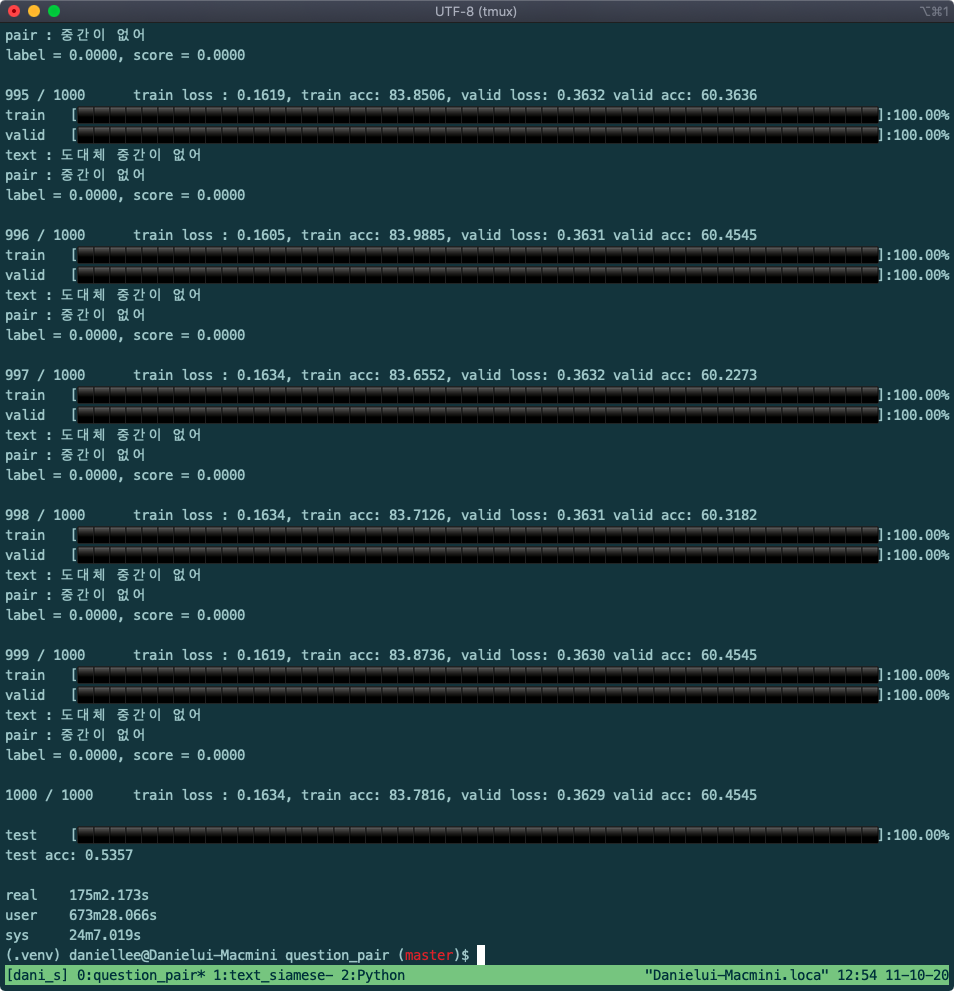 UTF-8 (tmux)
⌥⌘1
pair : 중간이 없어
label = 0.0000, score = 0.0000
995 / 1000 train loss : 0.1619, train acc: 83.8506, valid loss: 0.3632 valid acc: 60.3636
train [ ]:100.00%
valid [ ]:100.00%
text : 도대체 중간이 없어
pair : 중간이 없어
label = 0.0000, score = 0.0000
996 / 1000 train loss : 0.1605, train acc: 83.9885, valid loss: 0.3631 valid acc: 60.4545
train [ ]:100.00%
valid [ ]:100.00%
text : 도대체 중간이 없어
pair : 중간이 없어
label = 0.0000, score = 0.0000
997 / 1000 train loss : 0.1634, train acc: 83.6552, valid loss: 0.3632 valid acc: 60.2273
train [ ]:100.00%
valid [ ]:100.00%
text : 도대체 중간이 없어
pair : 중간이 없어
label = 0.0000, score = 0.0000
998 / 1000 train loss : 0.1634, train acc: 83.7126, valid loss: 0.3631 valid acc: 60.3182
train [ ]:100.00%
valid [ ]:100.00%
text : 도대체 중간이 없어
pair : 중간이 없어
label = 0.0000, score = 0.0000
999 / 1000 train loss : 0.1619, train acc: 83.8736, valid loss: 0.3630 valid acc: 60.4545
train [ ]:100.00%
valid [ ]:100.00%
text : 도대체 중간이 없어
pair : 중간이 없어
label = 0.0000, score = 0.0000
1000 / 1000 train loss : 0.1634, train acc: 83.7816, valid loss: 0.3629 valid acc: 60.4545
test [ ]:100.00%
test acc: 0.5357
real 175m2.173s
user 673m28.066s
sys 24m7.019s
(.venv) daniellee@Danielui-Macmini question_pair (master)$
[dani_s] 0:question_pair* 1:text_siamese- 2:Python "Danielui-Macmini.loca" 12:54 11-10-20